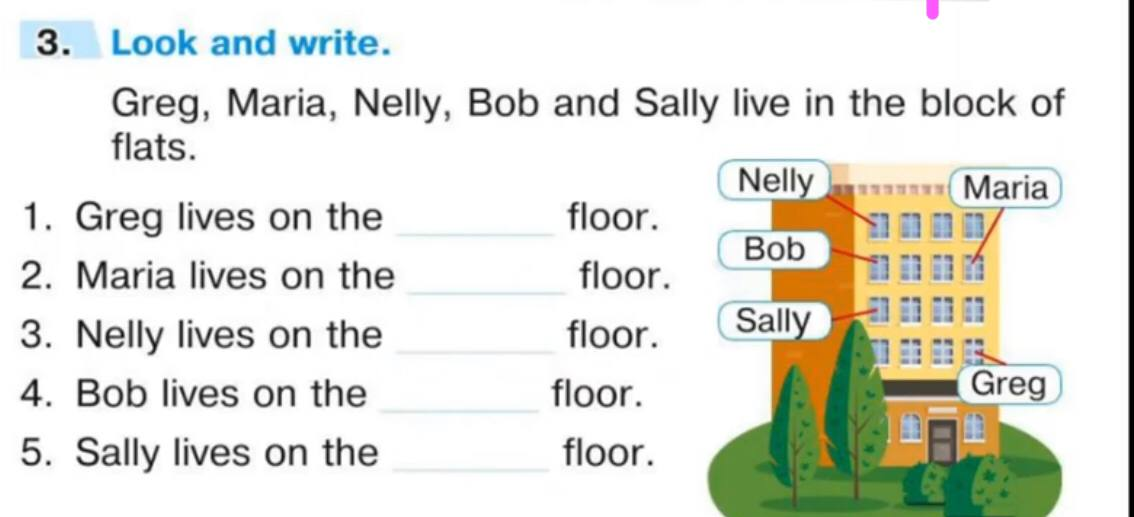 3. Look and write.
Greg, Maria, Nelly, Bob and Sally live in the block of
flats.
1. Greg lives on the ________ floor.
2. Maria lives on the ________ floor.
3. Nelly lives on the ________ floor.
4. Bob lives on the ________ floor.
5. Sally lives on the ________ floor.
Nelly
Maria
Bob
Sally
Greg